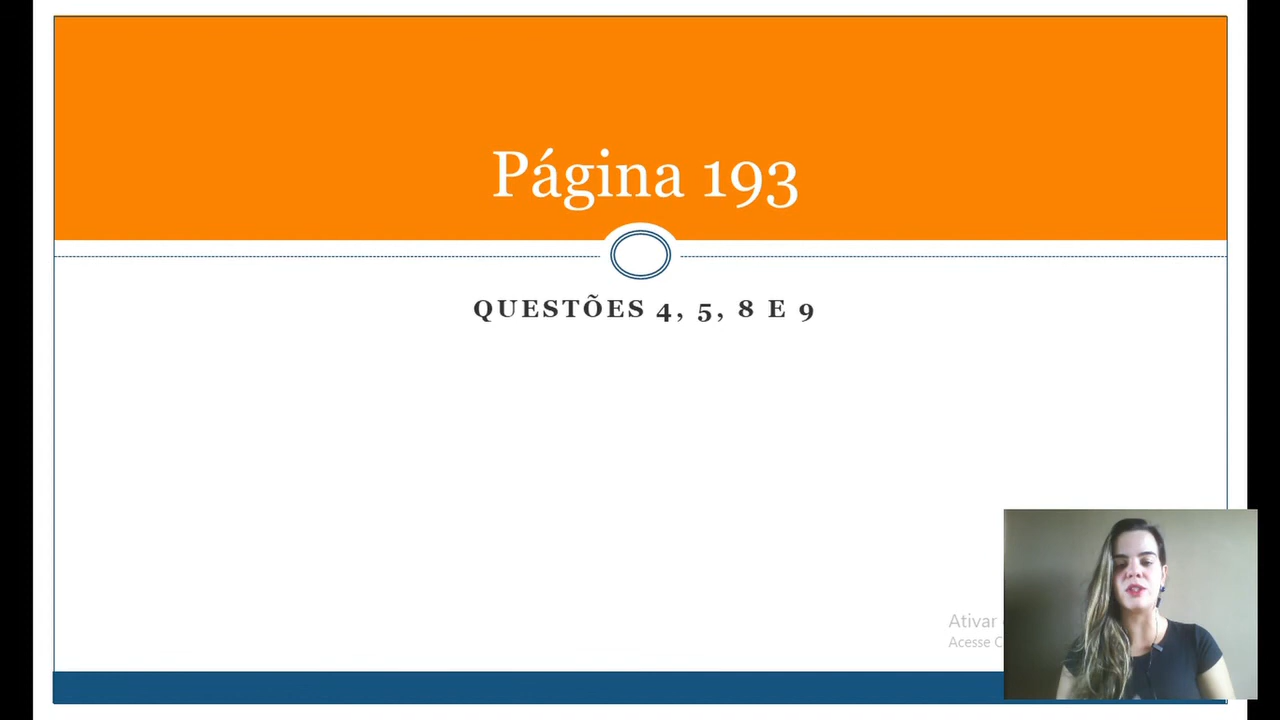 Página 193
QUESTÕES 4, 5, 8 E 9
Ativar
Acesse C